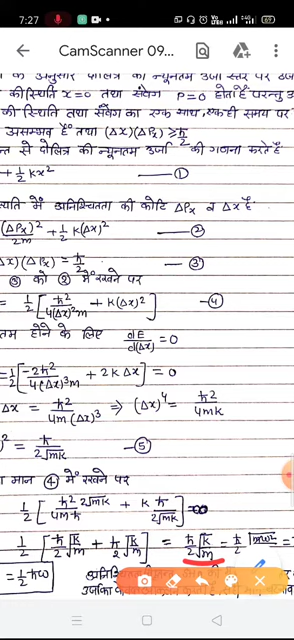 7:27
CamScanner 09...
के अनुसार दोलित्र की न्यूनतम ऊर्जा स्तर पर
की स्थिति x=0 तथा संवेग P=0 होता है परन्तु
की स्थिति तथा संवेग का एक साथ, एक ही समय पर
असम्भव है तथा (Δx)(ΔPx) ≥ ħ/2
से दोलित्र की न्यूनतम ऊर्जा की गणना करते हैं
+ 1/2 Kx² —— ①
स्थिति में अनिश्चितता की कोटि ΔPx व Δx है
(ΔPx)²/2m + 1/2 K(Δx)² —— ②
Δx)(ΔPx) = ħ/2 —— ③
③ को ② में रखने पर
= 1/2 [ħ²/4(Δx)²m + K(Δx)²] —④
तम होने के लिए dE/d(Δx) = 0
= 1/2 [-2ħ²/4(Δx)³m + 2KΔx] = 0
Δx = ħ²/4m(Δx)³ ⇒ (Δx)⁴ = ħ²/4mK
)² = ħ/2√mK —— ⑤
मान ④ में रखने पर
1/2 [ħ² 2√mK/4mħ + K ħ/2√mK]
1/2 [ħ/2 √K/m + ħ/2 √K/m] = ħ/2 √K/m = ħ/2 √mω²/m =
= 1/2 ħω